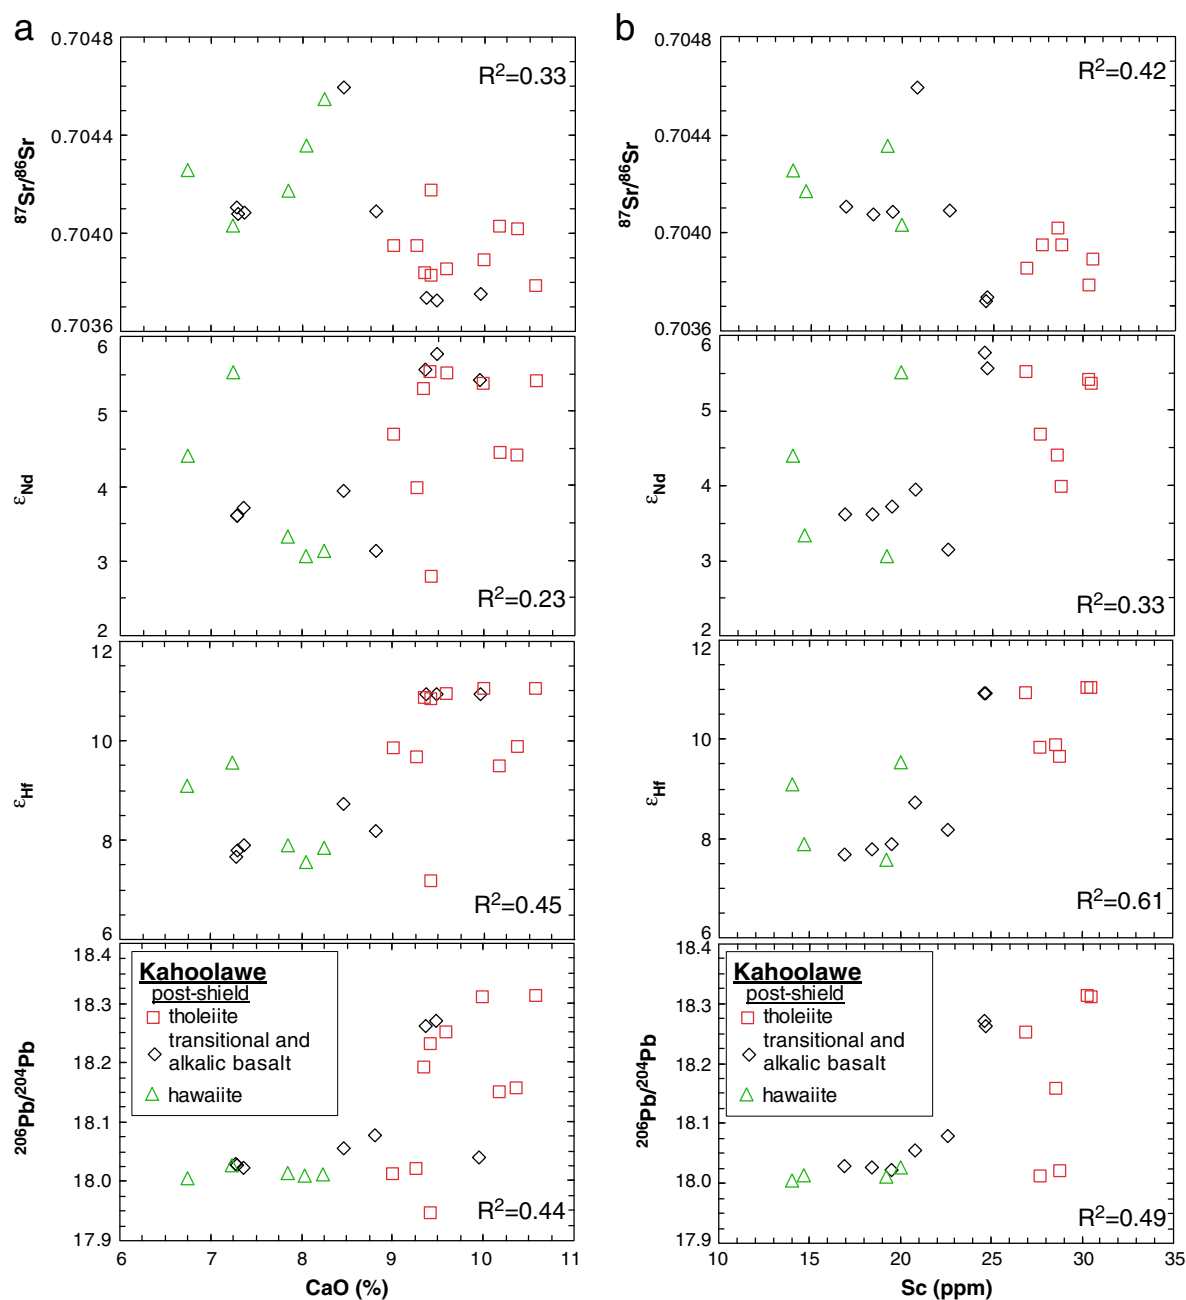 a
0.7048
0.7044
0.7040
0.7036
87Sr/86Sr
R2=0.33
6
5
4
3
2
εNd
R2=0.23
12
10
8
6
εHf
R2=0.45
18.4
18.3
18.2
18.1
18.0
17.9
206Pb/204Pb
Kahoolawe
post-shield
tholeiite
transitional and
alkalic basalt
hawaiite
R2=0.44
6 7 8 9 10 11
CaO (%)
b
0.7048
0.7044
0.7040
0.7036
87Sr/86Sr
R2=0.42
6
5
4
3
2
εNd
R2=0.33
12
10
8
6
εHf
R2=0.61
18.4
18.3
18.2
18.1
18.0
17.9
206Pb/204Pb
Kahoolawe
post-shield
tholeiite
transitional and
alkalic basalt
hawaiite
R2=0.49
10 15 20 25 30 35
Sc (ppm)